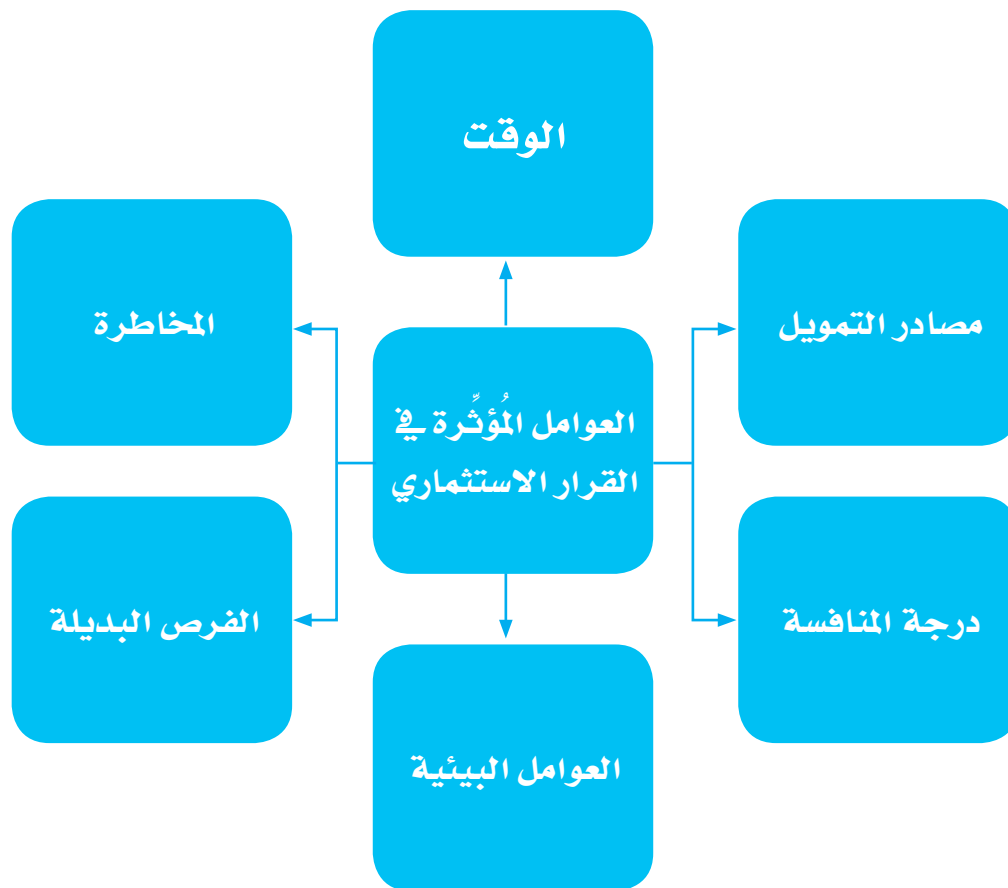 الوقت
مصادر التمويل
المخاطرة
العوامل المُؤثِّرة في
القرار الاستثماري
درجة المنافسة
الفرص البديلة
العوامل البيئية